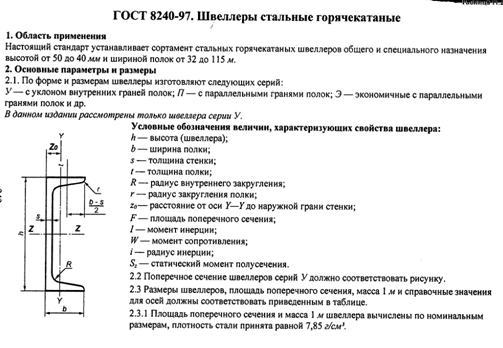 ГОСТ 8240-97. Швеллеры стальные горячекатаные
1. Область применения
Настоящий стандарт устанавливает сортамент стальных горячекатаных швеллеров общего и специального назначения
высотой от 50 до 40 мм и шириной полок от 32 до 115 м.
2. Основные параметры и размеры
2.1. По форме и размерам швеллеры изготовляют следующих серий:
У — с уклоном внутренних граней полок; П — с параллельными гранями полок; Э — экономичные с параллельными
гранями полок и др.
В данном издании рассмотрены только швеллера серии У.
Условные обозначения величин, характеризующих свойства швеллера:
h — высота (швеллера);
b — ширина полки;
s — толщина стенки;
t — толщина полки;
R — радиус внутреннего закругления;
r — радиус закругления полки;
z₀— расстояние от оси Y—Y до наружной грани стенки;
F — площадь поперечного сечения;
I — момент инерции;
W — момент сопротивления;
i — радиус инерции;
Sz — статический момент полусечения.
2.2 Поперечное сечение швеллеров серий У должно соответствовать рисунку.
2.3 Размеры швеллеров, площадь поперечного сечения, масса 1 м и справочные значения
для осей должны соответствовать приведенным в таблице.
2.3.1 Площадь поперечного сечения и масса 1 м швеллера вычислены по номинальным
размерам, плотность стали принята равной 7,85 г/см³.
Y
Z₀
t
r
b - s
2
s
Z
Z
h
R
Y
b